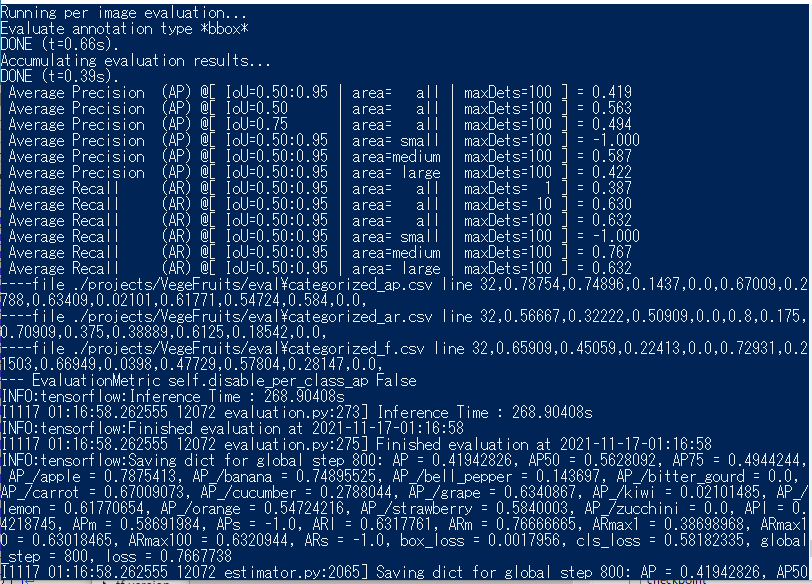 Running per image evaluation...
Evaluate annotation type *bbox*
DONE (t=0.66s).
Accumulating evaluation results...
DONE (t=0.39s).
 Average Precision  (AP) @[ IoU=0.50:0.95 | area=   all | maxDets=100 ] = 0.419
 Average Precision  (AP) @[ IoU=0.50      | area=   all | maxDets=100 ] = 0.563
 Average Precision  (AP) @[ IoU=0.75      | area=   all | maxDets=100 ] = 0.494
 Average Precision  (AP) @[ IoU=0.50:0.95 | area= small | maxDets=100 ] = -1.000
 Average Precision  (AP) @[ IoU=0.50:0.95 | area=medium | maxDets=100 ] = 0.587
 Average Precision  (AP) @[ IoU=0.50:0.95 | area= large | maxDets=100 ] = 0.422
 Average Recall     (AR) @[ IoU=0.50:0.95 | area=   all | maxDets=  1 ] = 0.387
 Average Recall     (AR) @[ IoU=0.50:0.95 | area=   all | maxDets= 10 ] = 0.630
 Average Recall     (AR) @[ IoU=0.50:0.95 | area=   all | maxDets=100 ] = 0.632
 Average Recall     (AR) @[ IoU=0.50:0.95 | area= small | maxDets=100 ] = -1.000
 Average Recall     (AR) @[ IoU=0.50:0.95 | area=medium | maxDets=100 ] = 0.767
 Average Recall     (AR) @[ IoU=0.50:0.95 | area= large | maxDets=100 ] = 0.632
----file ./projects/VegeFruits/eval¥categorized_ap.csv line 32,0.78754,0.74896,0.1437,0.0,0.67009,0.2
788,0.63409,0.02101,0.61771,0.54724,0.584,0.0,
----file ./projects/VegeFruits/eval¥categorized_ar.csv line 32,0.56667,0.32222,0.50909,0.0,0.8,0.175,
0.70909,0.375,0.38889,0.6125,0.18542,0.0,
----file ./projects/VegeFruits/eval¥categorized_f.csv line 32,0.65909,0.45059,0.22413,0.0,0.72931,0.2
1503,0.66949,0.0398,0.47729,0.57804,0.28147,0.0,
--- EvaluationMetric self.disable_per_class_ap False
INFO:tensorflow:Inference Time : 268.90408s
I1117 01:16:58.262555 12072 evaluation.py:273] Inference Time : 268.90408s
INFO:tensorflow:Finished evaluation at 2021-11-17-01:16:58
I1117 01:16:58.262555 12072 evaluation.py:275] Finished evaluation at 2021-11-17-01:16:58
INFO:tensorflow:Saving dict for global step 800: AP = 0.41942826, AP50 = 0.5628092, AP75 = 0.4944244,
 AP_/apple = 0.7875413, AP_/banana = 0.74895525, AP_/bell_pepper = 0.143697, AP_/bitter_gourd = 0.0,
AP_/carrot = 0.67009073, AP_/cucumber = 0.2788044, AP_/grape = 0.6340867, AP_/kiwi = 0.02101485, AP_/
lemon = 0.61770654, AP_/orange = 0.54724216, AP_/strawberry = 0.5840003, AP_/zucchini = 0.0, APl = 0.
4218745, APm = 0.58691984, APs = -1.0, ARl = 0.6317761, ARm = 0.76666665, ARmax1 = 0.38698968, ARmax1
0 = 0.63018465, ARmax100 = 0.6320944, ARs = -1.0, box_loss = 0.0017956, cls_loss = 0.58182335, global
step = 800, loss = 0.7667738
I1117 01:16:58.262555 12072 estimator.py:2065] Saving dict for global step 800: AP = 0.41942826, AP50